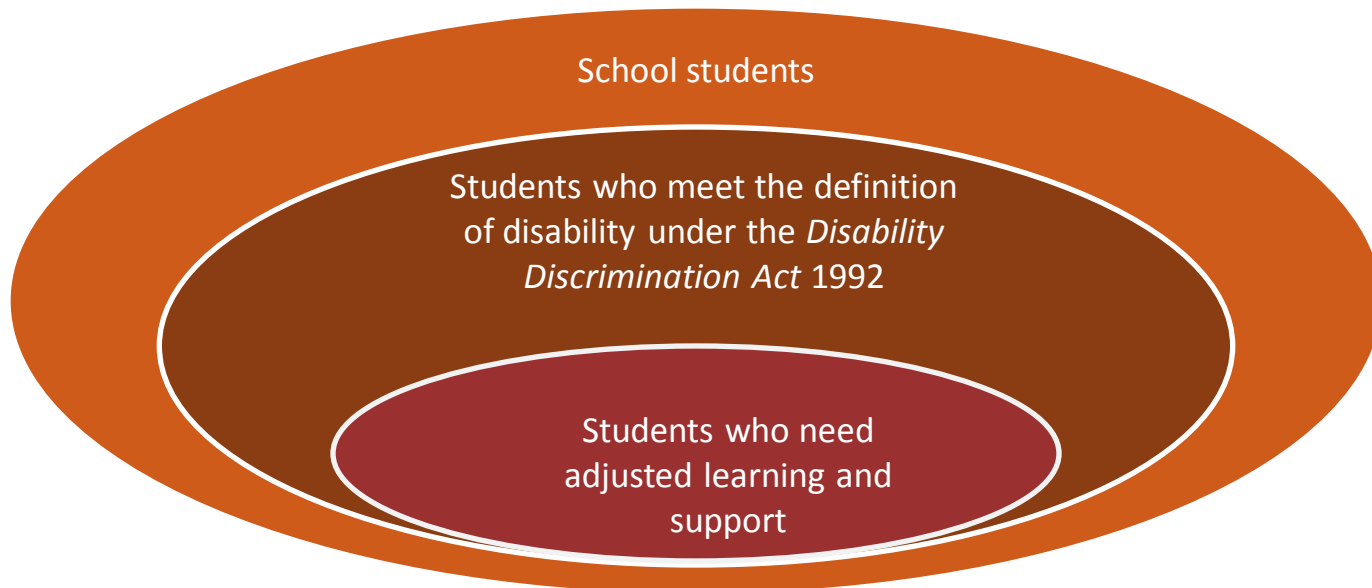 School students
Students who meet the definition
of disability under the Disability
Discrimination Act 1992
Students who need
adjusted learning and
support